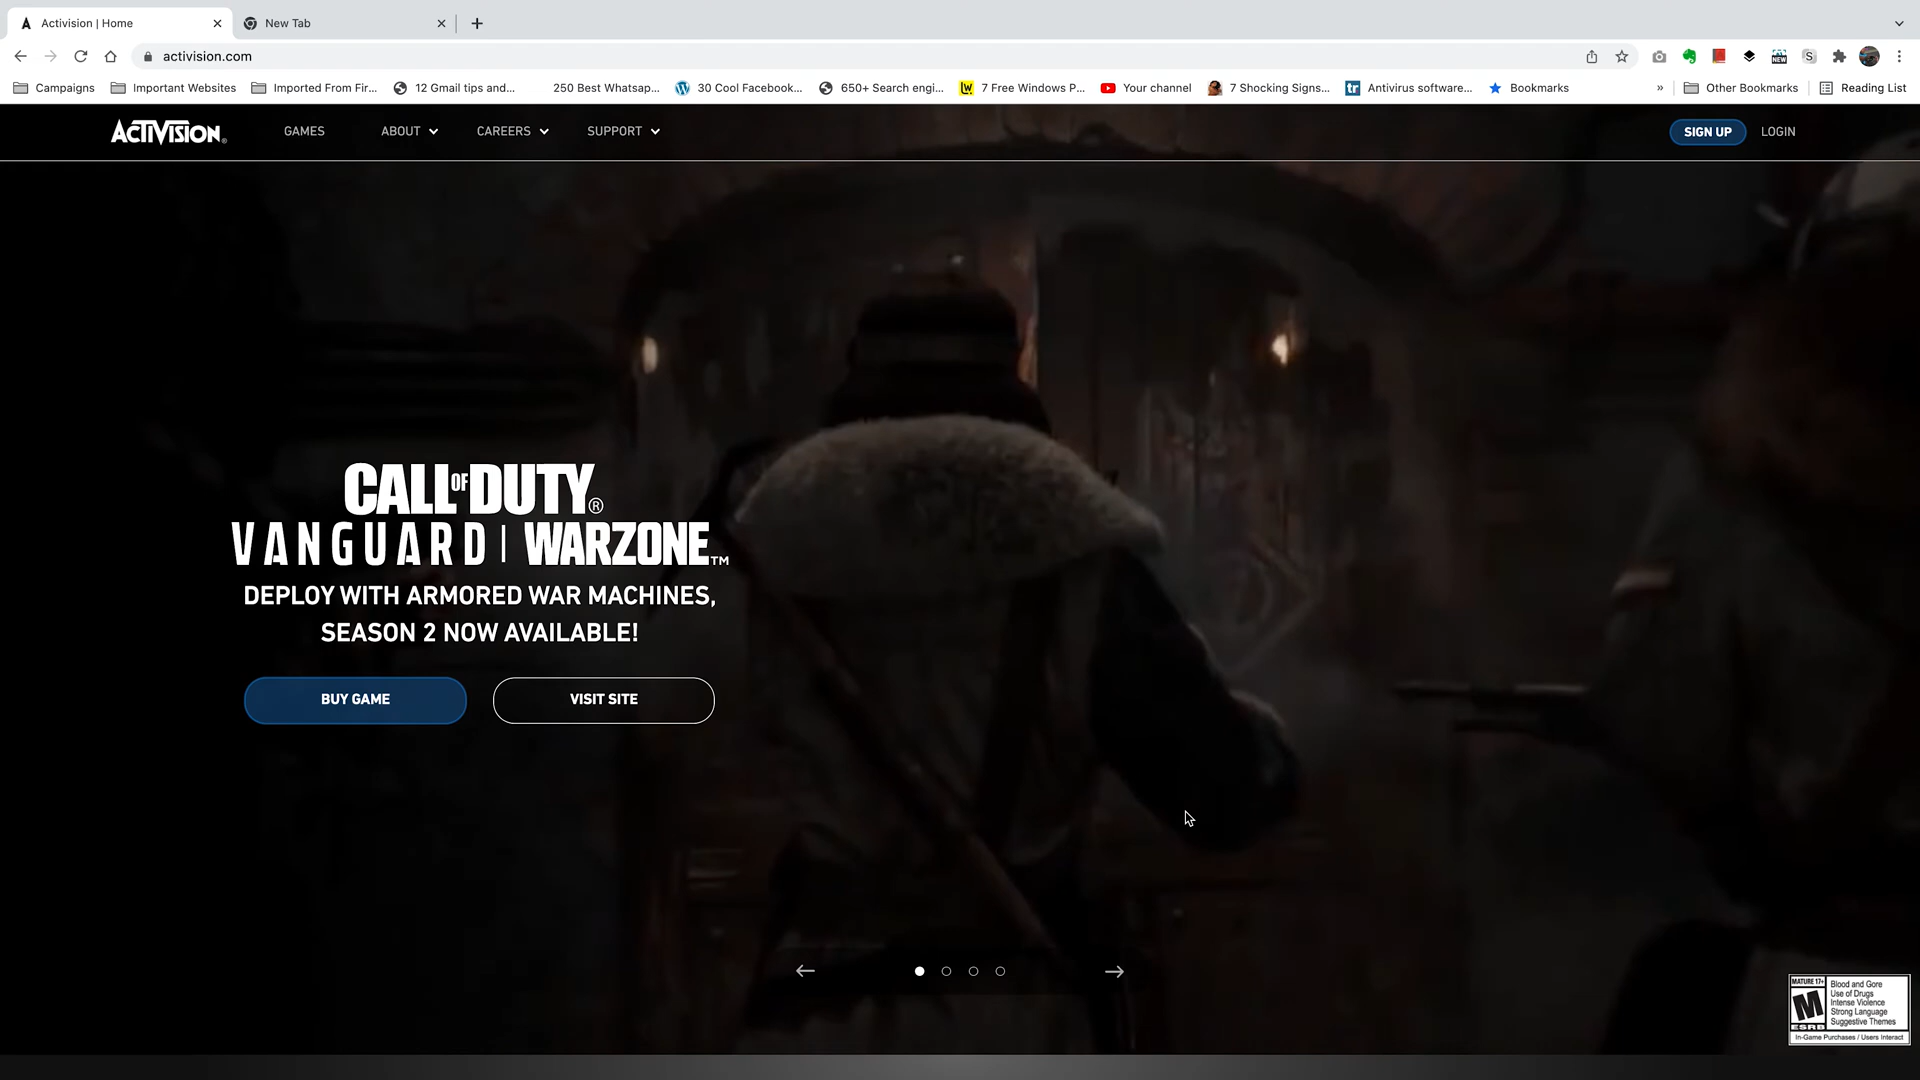 Activision | Home
New Tab
activision.com
Campaigns
Important Websites
Imported From Fir...
12 Gmail tips and...
250 Best Whatsap...
30 Cool Facebook...
650+ Search engi...
7 Free Windows P...
Your channel
7 Shocking Signs...
Antivirus software...
Bookmarks
»
Other Bookmarks
Reading List
ACTIVISION®
GAMES
ABOUT
CAREERS
SUPPORT
SIGN UP
LOGIN
CALL OF DUTY®
VANGUARD | WARZONE™
DEPLOY WITH ARMORED WAR MACHINES,
SEASON 2 NOW AVAILABLE!
BUY GAME
VISIT SITE
MATURE 17+
M
ESRB
Blood and Gore
Use of Drugs
Intense Violence
Strong Language
Suggestive Themes
In-Game Purchases / Users Interact